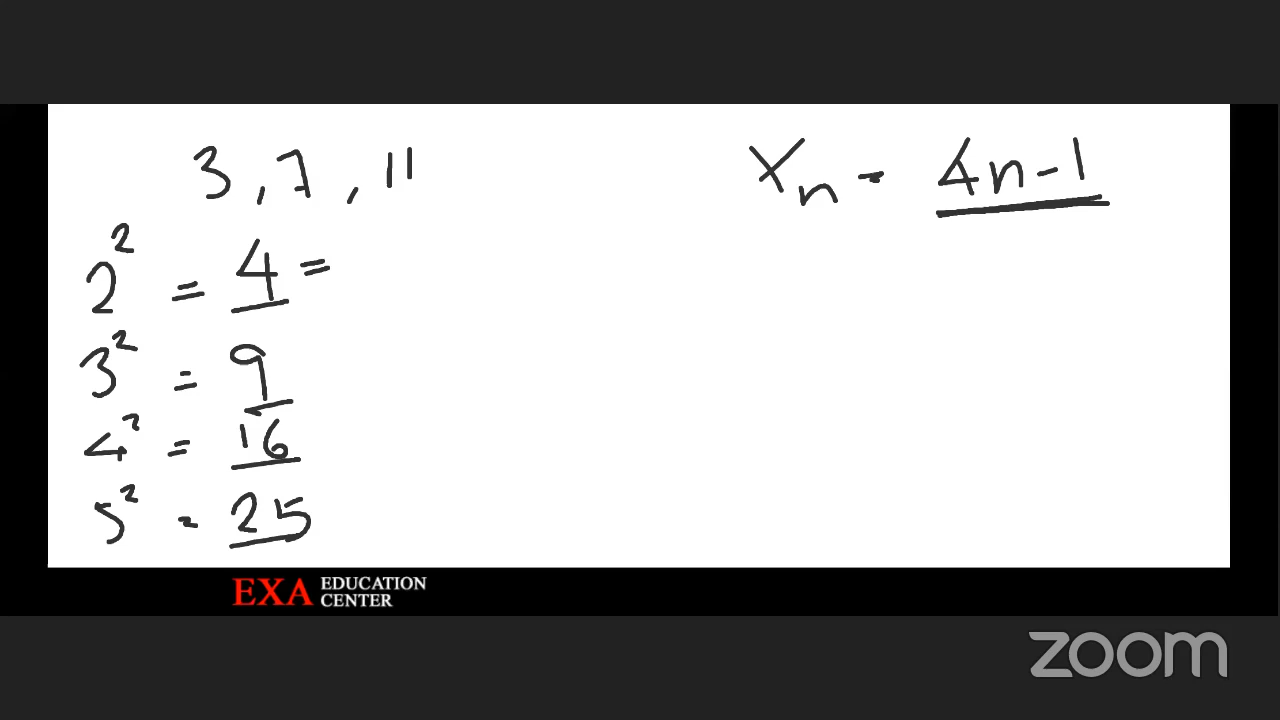 3, 7, 11
Xn = 4n-1
2² = 4 =
3² = 9
4² = 16
5² = 25
EXA EDUCATION CENTER
zoom